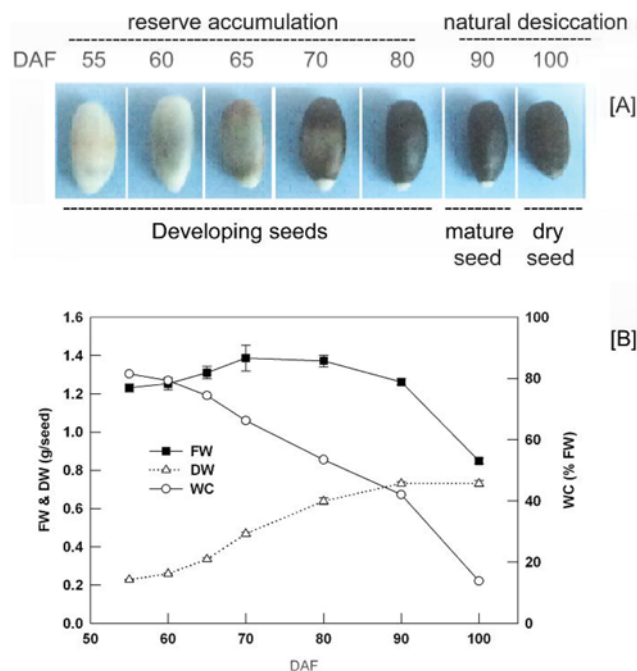 reserve accumulation natural desiccation
DAF 55 60 65 70 80 90 100
[A]
Developing seeds mature seed dry seed
[B]
1.6
1.4
1.2
1.0
0.8
0.6
0.4
0.2
0.0
FW & DW (g/seed)
FW
DW
WC
100
80
60
40
20
0
WC (% FW)
50 60 70 80 90 100
DAF